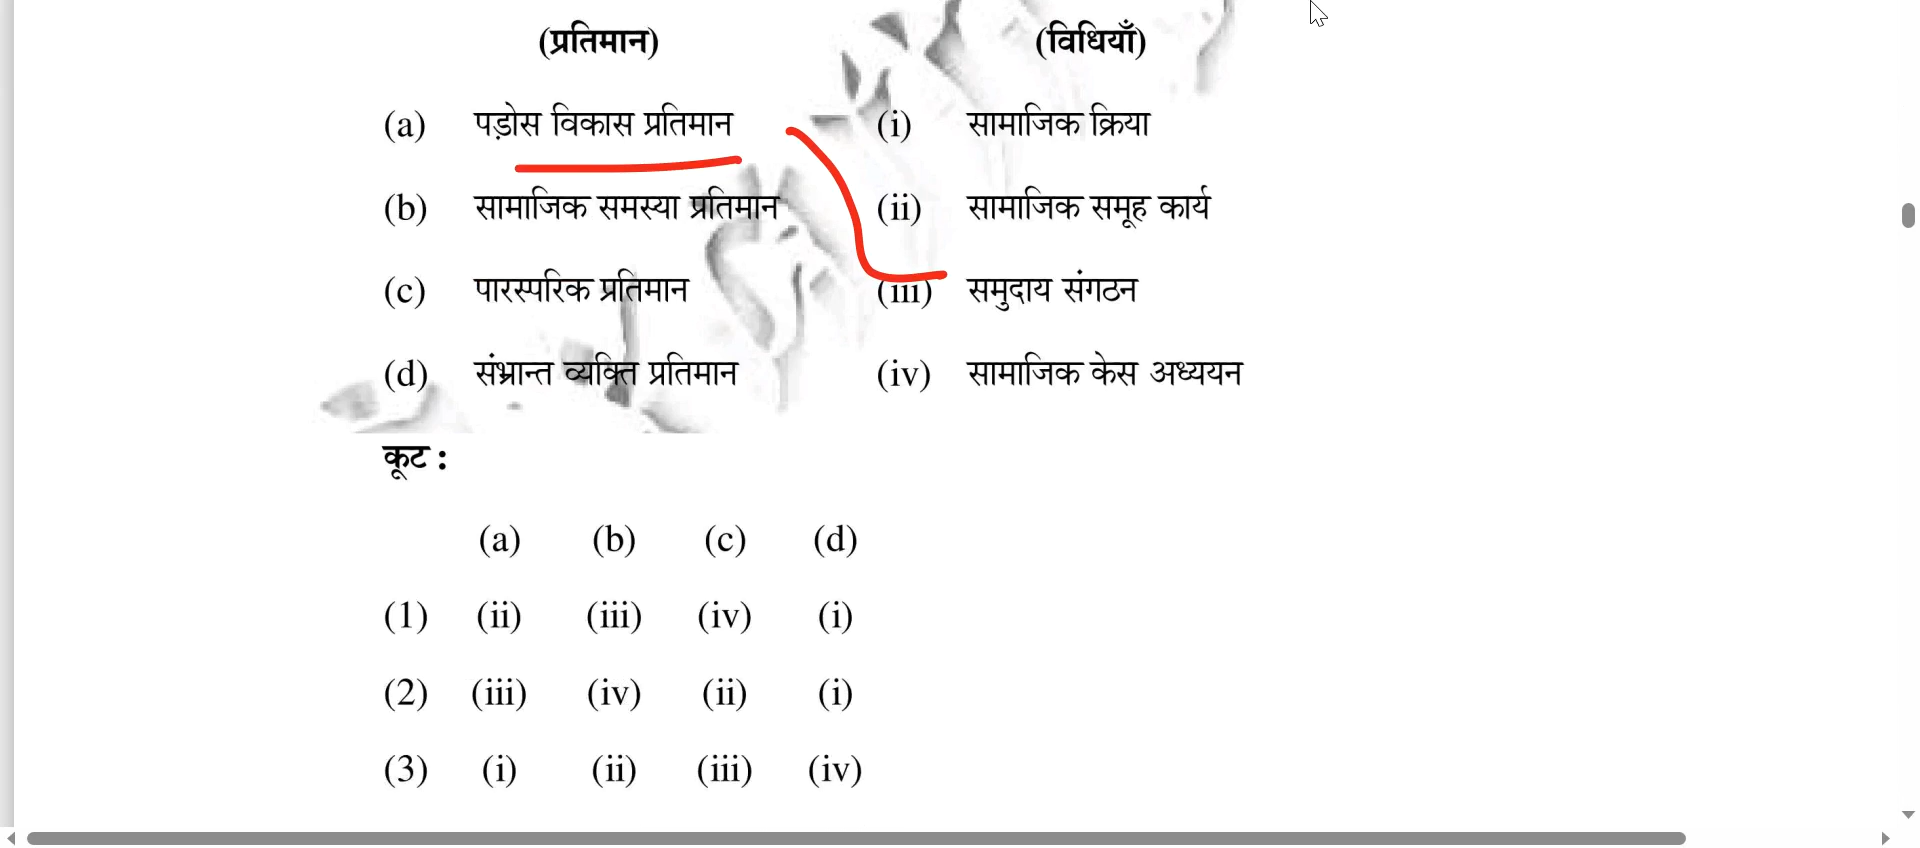 (प्रतिमान) (विधियाँ)
(a) पड़ोस विकास प्रतिमान (i) सामाजिक क्रिया
(b) सामाजिक समस्या प्रतिमान (ii) सामाजिक समूह कार्य
(c) पारस्परिक प्रतिमान (iii) समुदाय संगठन
(d) संभ्रान्त व्यक्ति प्रतिमान (iv) सामाजिक केस अध्ययन
कूट :
(a) (b) (c) (d)
(1) (ii) (iii) (iv) (i)
(2) (iii) (iv) (ii) (i)
(3) (i) (ii) (iii) (iv)